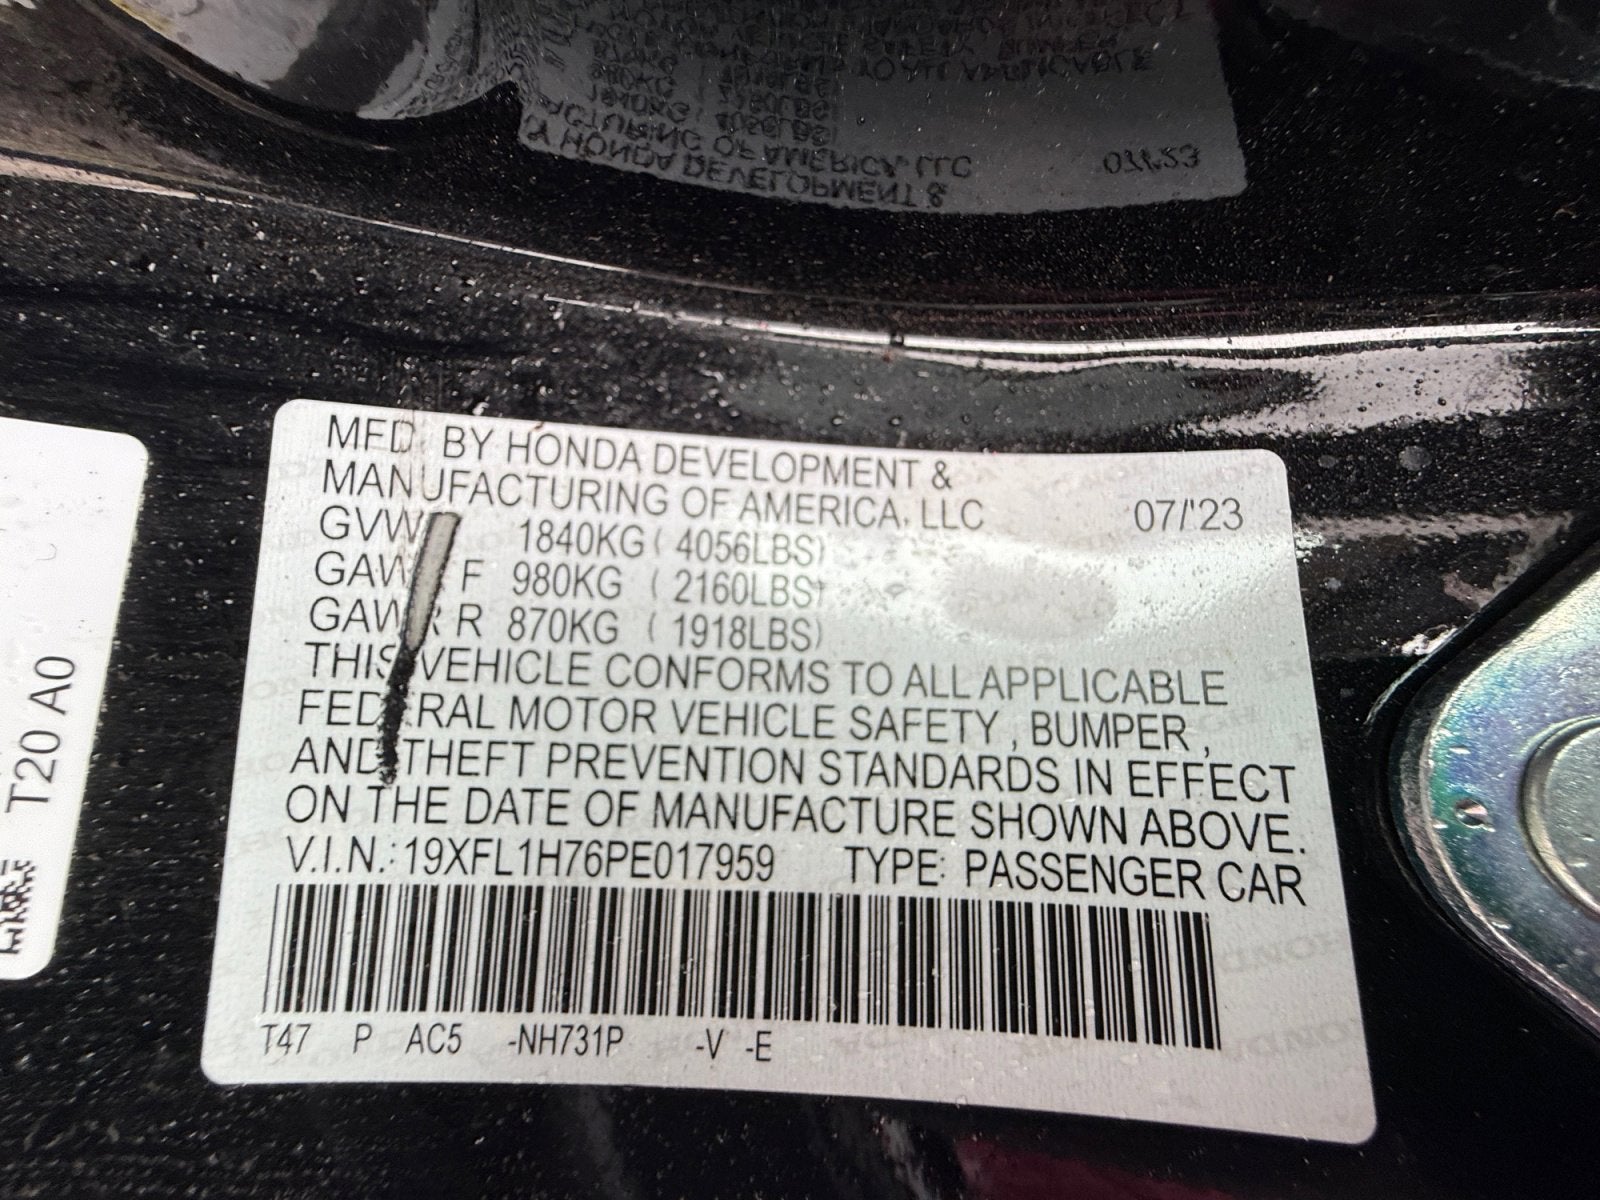 MFD BY HONDA DEVELOPMENT &
MANUFACTURING OF AMERICA, LLC 07/'23
GVW 1840KG ( 4056LBS)
GAW F 980KG ( 2160LBS)
GAWR R 870KG ( 1918LBS)
THIS VEHICLE CONFORMS TO ALL APPLICABLE
FEDERAL MOTOR VEHICLE SAFETY , BUMPER ,
AND THEFT PREVENTION STANDARDS IN EFFECT
ON THE DATE OF MANUFACTURE SHOWN ABOVE.
V.I.N.: 19XFL1H76PE017959 TYPE: PASSENGER CAR
T47 P AC5 -NH731P -V -E
T20 A0